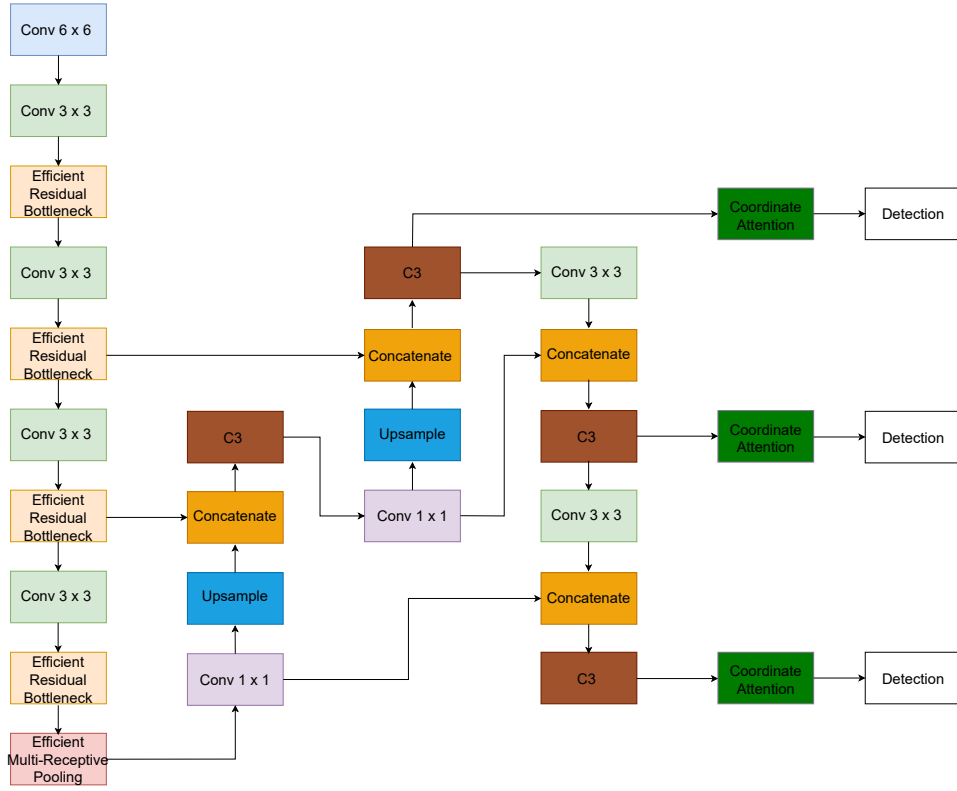 Conv 6 x 6
Conv 3 x 3
Efficient
Residual
Bottleneck
Conv 3 x 3
Efficient
Residual
Bottleneck
Conv 3 x 3
Efficient
Residual
Bottleneck
Conv 3 x 3
Efficient
Residual
Bottleneck
Efficient
Multi-Receptive
Pooling
C3
Concatenate
Upsample
Conv 1 x 1
C3
Concatenate
Upsample
Conv 1 x 1
Conv 3 x 3
Concatenate
C3
Conv 3 x 3
Concatenate
C3
Coordinate
Attention
Detection
Coordinate
Attention
Detection
Coordinate
Attention
Detection